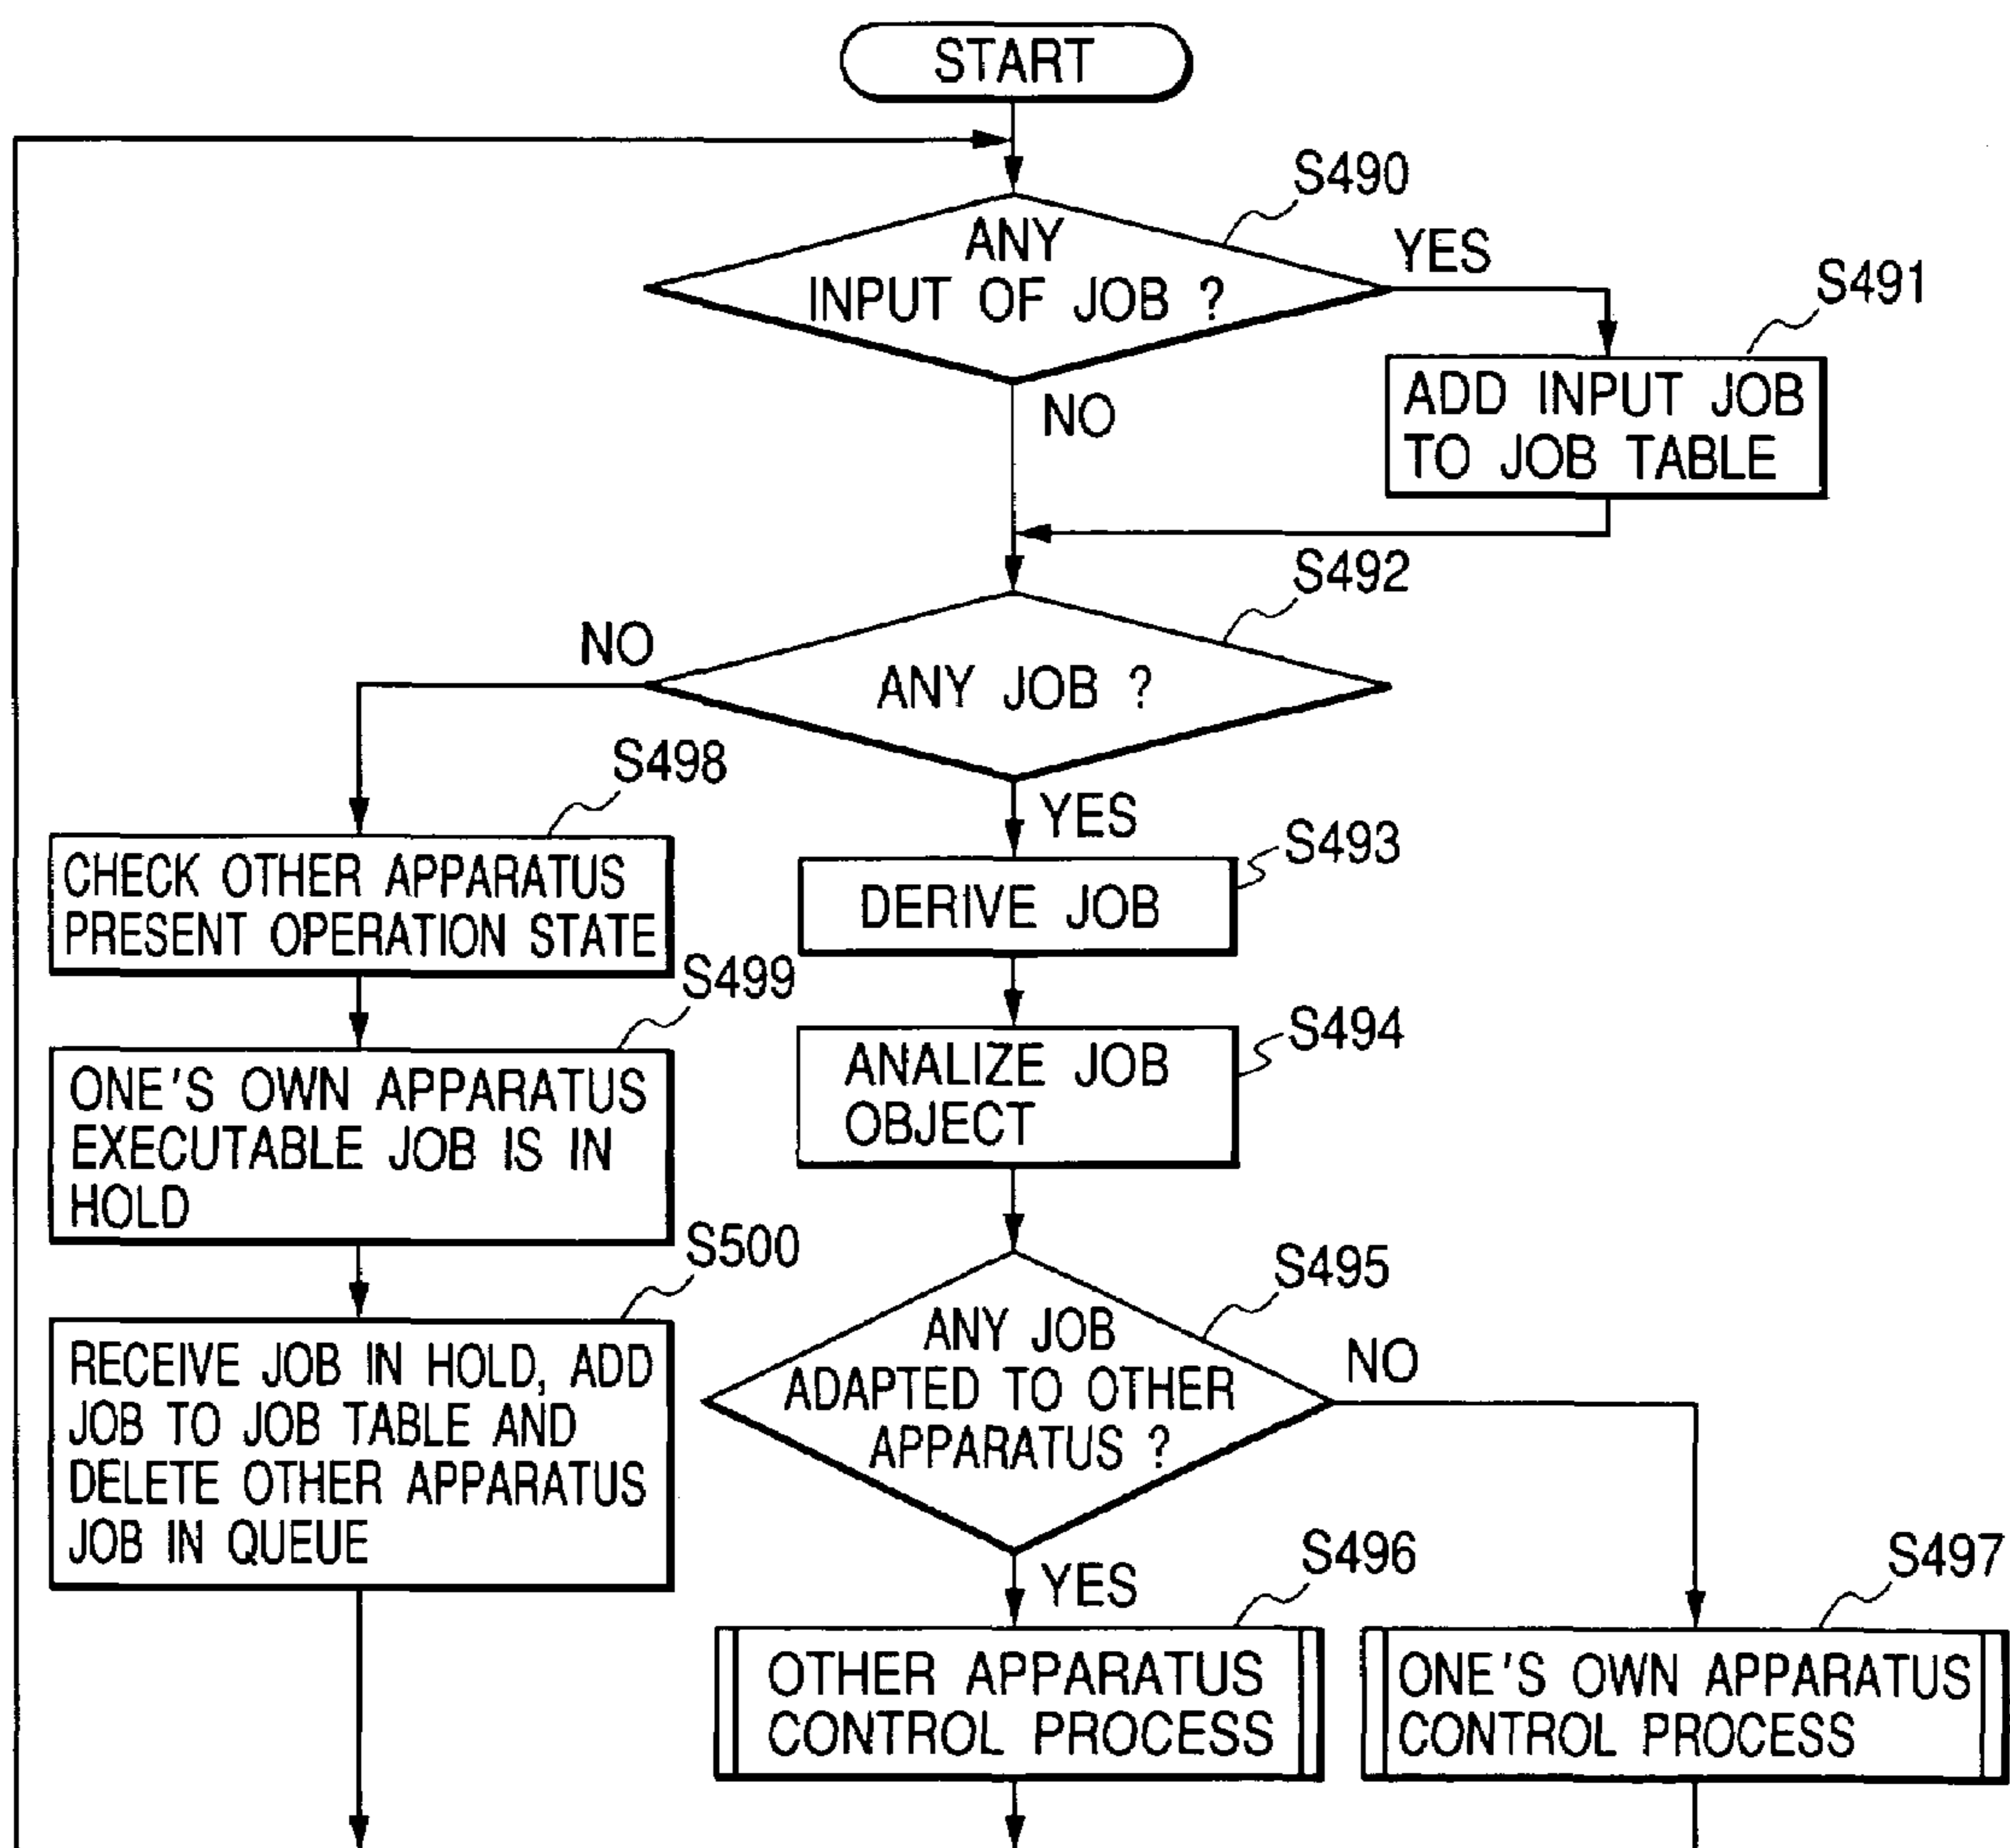 START
S490
ANY
INPUT OF JOB ?
YES
S491
ADD INPUT JOB
TO JOB TABLE
NO
S492
NO
ANY JOB ?
S498
YES
S493
CHECK OTHER APPARATUS
PRESENT OPERATION STATE
DERIVE JOB
S499
S494
ONE'S OWN APPARATUS
EXECUTABLE JOB IS IN
HOLD
ANALIZE JOB
OBJECT
S500
S495
RECEIVE JOB IN HOLD, ADD
JOB TO JOB TABLE AND
DELETE OTHER APPARATUS
JOB IN QUEUE
ANY JOB
ADAPTED TO OTHER
APPARATUS ?
NO
YES
S496
S497
OTHER APPARATUS
CONTROL PROCESS
ONE'S OWN APPARATUS
CONTROL PROCESS